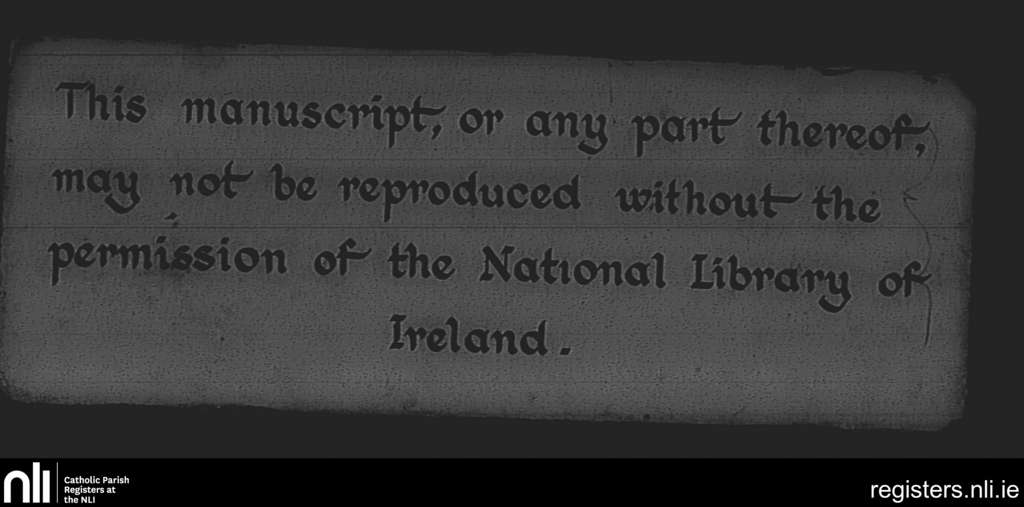 This manuscript, or any part thereof,
may not be reproduced without the
permission of the National Library of
Ireland.
nli
Catholic Parish
Registers at
the NLI
registers.nli.ie